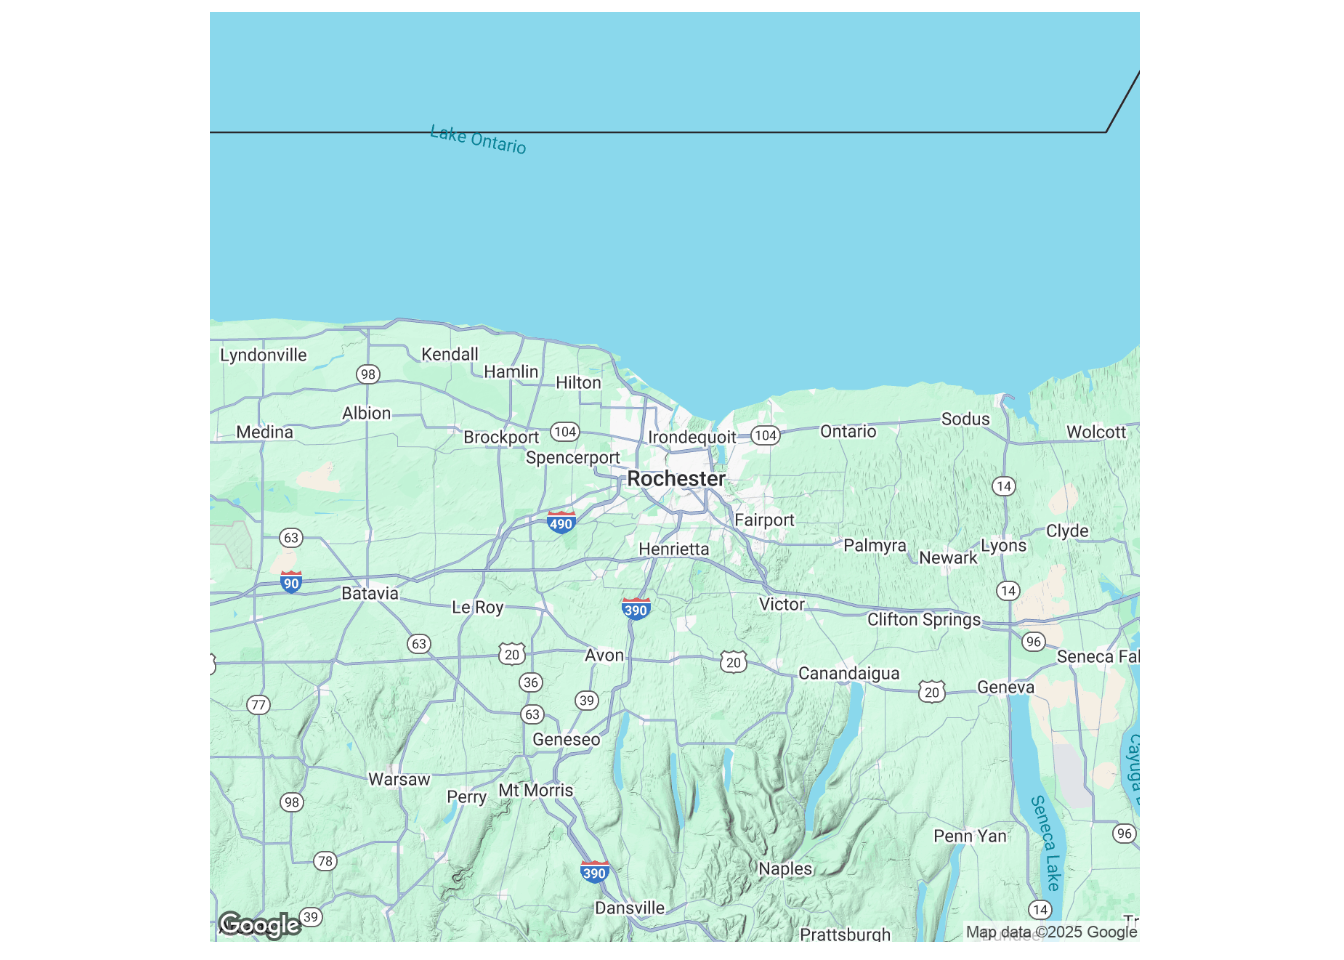 Lake Ontario
Lyndonville
Kendall
Hamlin
98
Hilton
Albion
Medina
Brockport
104
Irondequoit
104
Ontario
Sodus
Wolcott
Spencerport
Rochester
14
490
Fairport
63
Henrietta
Palmyra
Newark
Lyons
Clyde
90
Batavia
Le Roy
390
Victor
14
Clifton Springs
63
20
Avon
20
96
Seneca Fal
Canandaigua
36
39
20
Geneva
77
63
Geneseo
Cayuga
Warsaw
Perry
Mt Morris
98
Seneca Lake
Penn Yan
96
78
Naples
390
39
Dansville
14
Google
Prattsburgh
Tr
Map data ©2025 Google